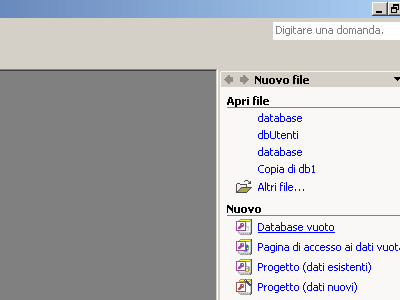 Digitare una domanda.
Nuovo file
Apri file
database
dbUtenti
database
Copia di db1
Altri file...
Nuovo
Database vuoto
Pagina di accesso ai dati vuota
Progetto (dati esistenti)
Progetto (dati nuovi)